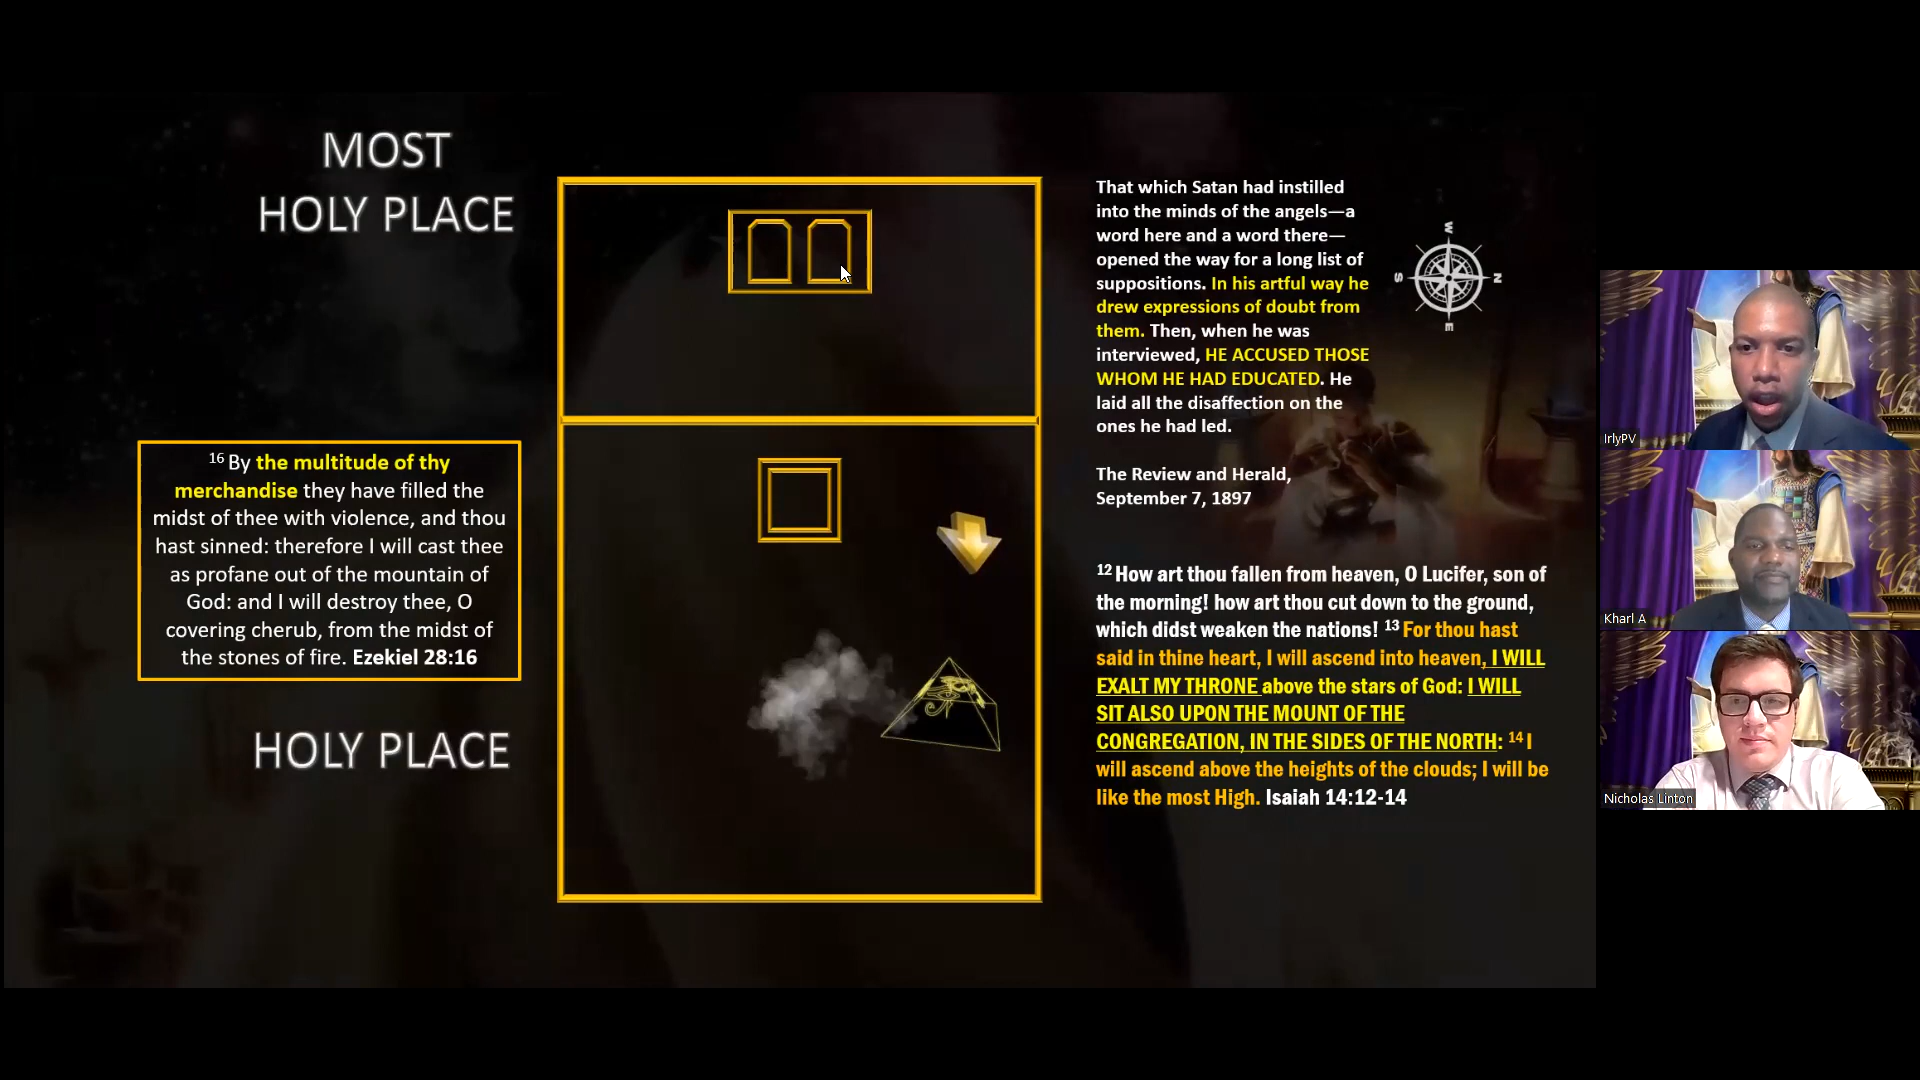 MOST
HOLY PLACE
16 By the multitude of thy
merchandise they have filled the
midst of thee with violence, and thou
hast sinned: therefore I will cast thee
as profane out of the mountain of
God: and I will destroy thee, O
covering cherub, from the midst of
the stones of fire. Ezekiel 28:16
HOLY PLACE
That which Satan had instilled
into the minds of the angels—a
word here and a word there—
opened the way for a long list of
suppositions. In his artful way he
drew expressions of doubt from
them. Then, when he was
interviewed, HE ACCUSED THOSE
WHOM HE HAD EDUCATED. He
laid all the disaffection on the
ones he had led.
The Review and Herald,
September 7, 1897
W
S
N
E
12 How art thou fallen from heaven, O Lucifer, son of
the morning! how art thou cut down to the ground,
which didst weaken the nations! 13 For thou hast
said in thine heart, I will ascend into heaven, I WILL
EXALT MY THRONE above the stars of God: I WILL
SIT ALSO UPON THE MOUNT OF THE
CONGREGATION, IN THE SIDES OF THE NORTH: 14 I
will ascend above the heights of the clouds; I will be
like the most High. Isaiah 14:12-14
IrlyPV
Kharl A
Nicholas Linton